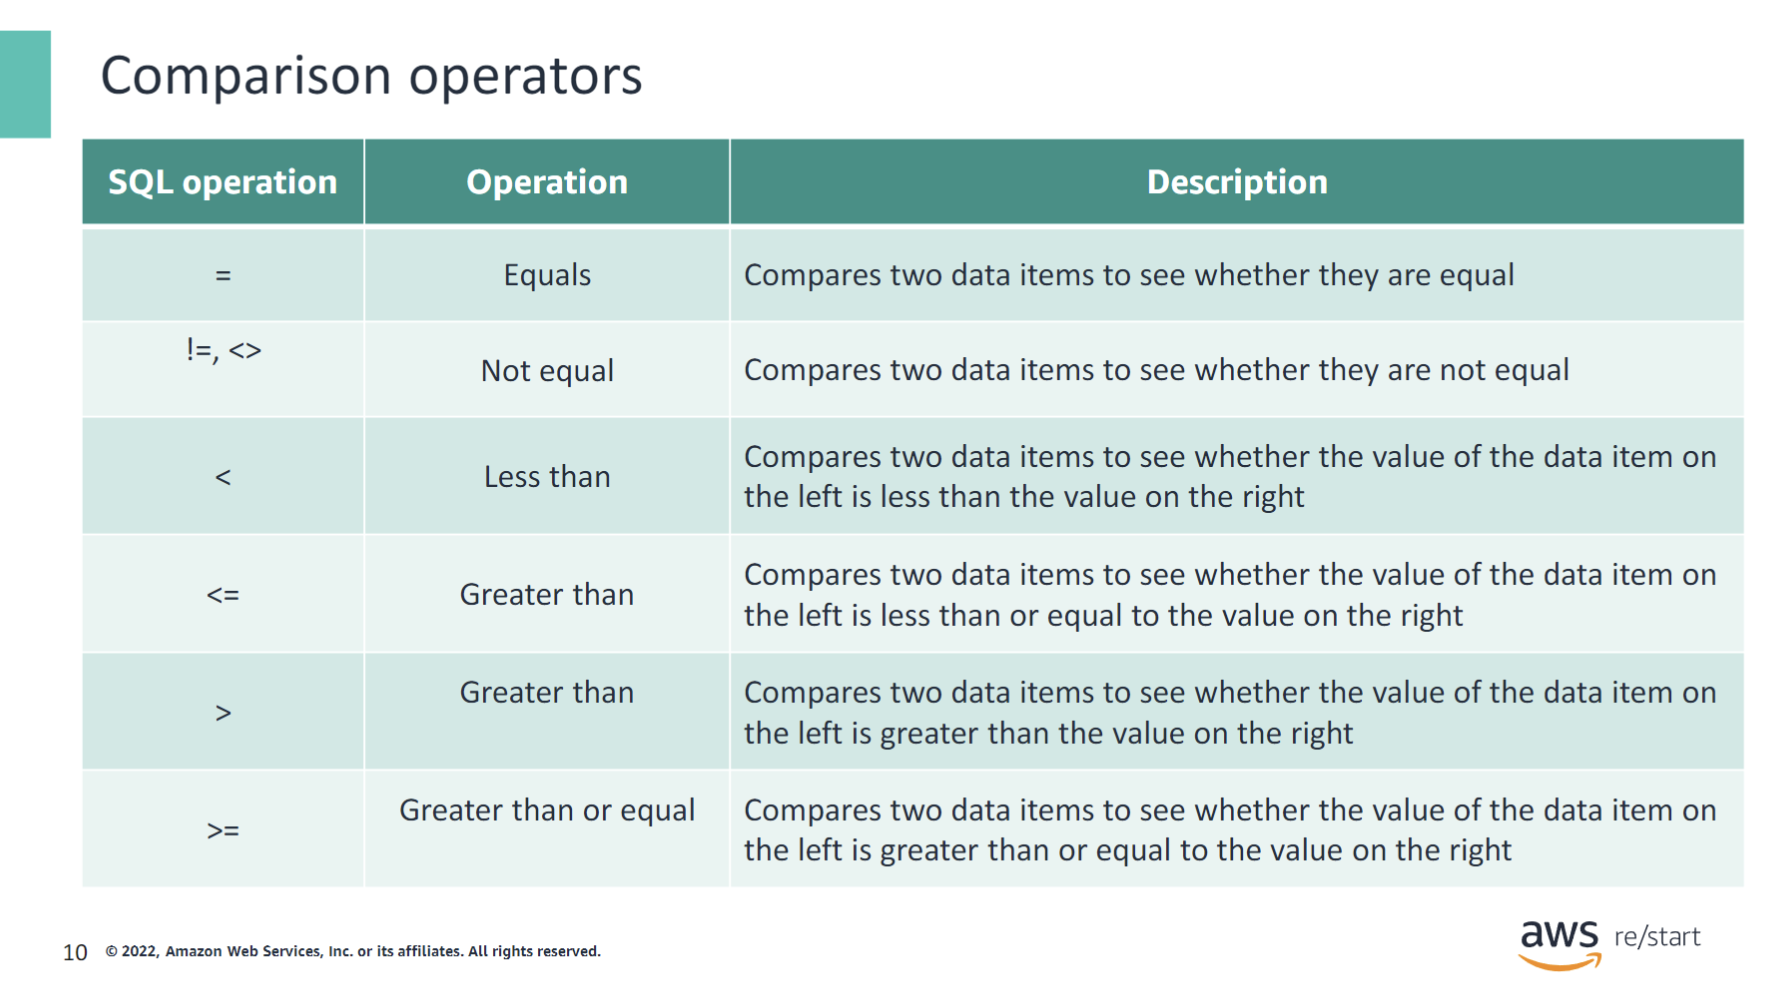 Comparison operators
SQL operation Operation Description
= Equals Compares two data items to see whether they are equal
!=, <> Not equal Compares two data items to see whether they are not equal
< Less than Compares two data items to see whether the value of the data item on
the left is less than the value on the right
<= Greater than Compares two data items to see whether the value of the data item on
the left is less than or equal to the value on the right
> Greater than Compares two data items to see whether the value of the data item on
the left is greater than the value on the right
>= Greater than or equal Compares two data items to see whether the value of the data item on
the left is greater than or equal to the value on the right
10 © 2022, Amazon Web Services, Inc. or its affiliates. All rights reserved.
aws re/start